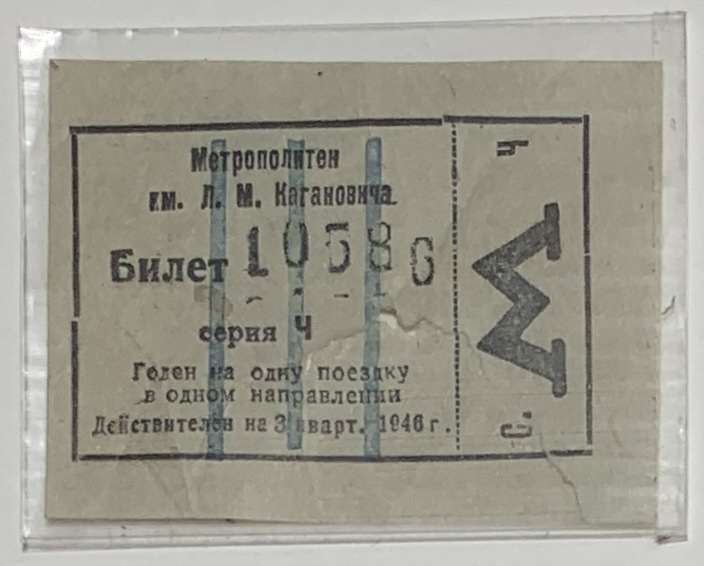 Метрополитен
им. Л. М. Кагановича
Билет 10586
серия Ч
Годен на одну поездку
в одном направлении
Действителен на 3 кварт. 1946 г.
с. М Ч